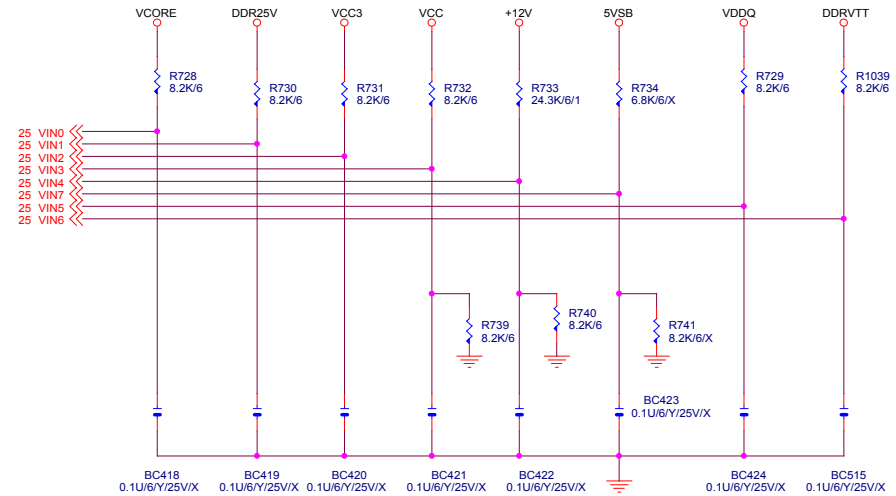 VCORE DDR25V VCC3 VCC +12V 5VSB VDDQ DDRVTT
R728
8.2K/6
R730
8.2K/6
R731
8.2K/6
R732
8.2K/6
R733
24.3K/6/1
R734
6.8K/6/X
R729
8.2K/6
R1039
8.2K/6
25 VIN0
25 VIN1
25 VIN2
25 VIN3
25 VIN4
25 VIN7
25 VIN5
25 VIN6
R739
8.2K/6
R740
8.2K/6
R741
8.2K/6/X
BC423
0.1U/6/Y/25V/X
BC418
0.1U/6/Y/25V/X
BC419
0.1U/6/Y/25V/X
BC420
0.1U/6/Y/25V/X
BC421
0.1U/6/Y/25V/X
BC422
0.1U/6/Y/25V/X
BC424
0.1U/6/Y/25V/X
BC515
0.1U/6/Y/25V/X